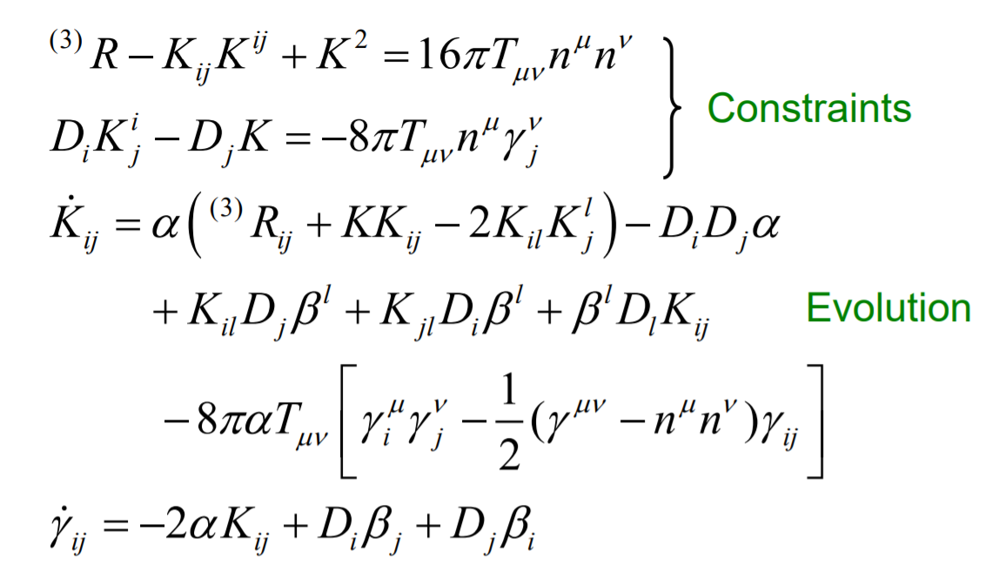 ⁽³⁾R − K_{ij}K^{ij} + K² = 16πT_{μν}n^μn^ν
D_iK^i_j − D_jK = −8πT_{μν}n^μγ^ν_j
Constraints
K̇_{ij} = α(⁽³⁾R_{ij} + KK_{ij} − 2K_{il}K^l_j) − D_iD_jα
+ K_{il}D_jβ^l + K_{jl}D_iβ^l + β^lD_lK_{ij}
Evolution
−8παT_{μν}[γ^μ_iγ^ν_j − \frac{1}{2}(γ^{μν} − n^μn^ν)γ_{ij}]
γ̇_{ij} = −2αK_{ij} + D_iβ_j + D_jβ_i